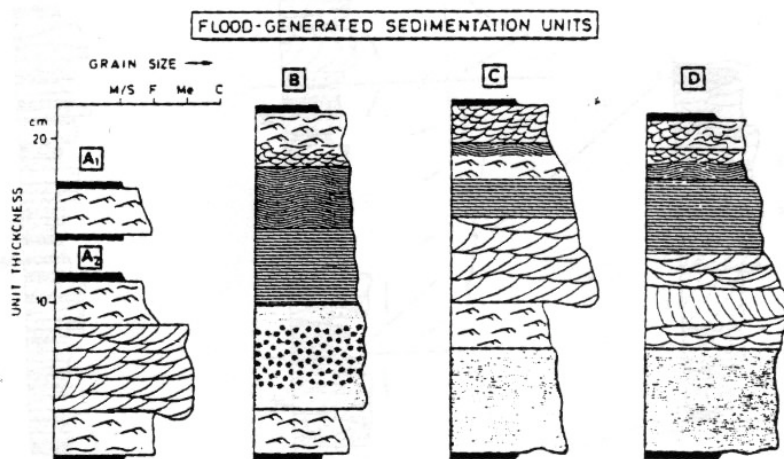 FLOOD-GENERATED SEDIMENTATION UNITS
GRAIN SIZE →
M/S F Me C
cm
20
10
UNIT THICKNESS
A1
A2
B
C
D